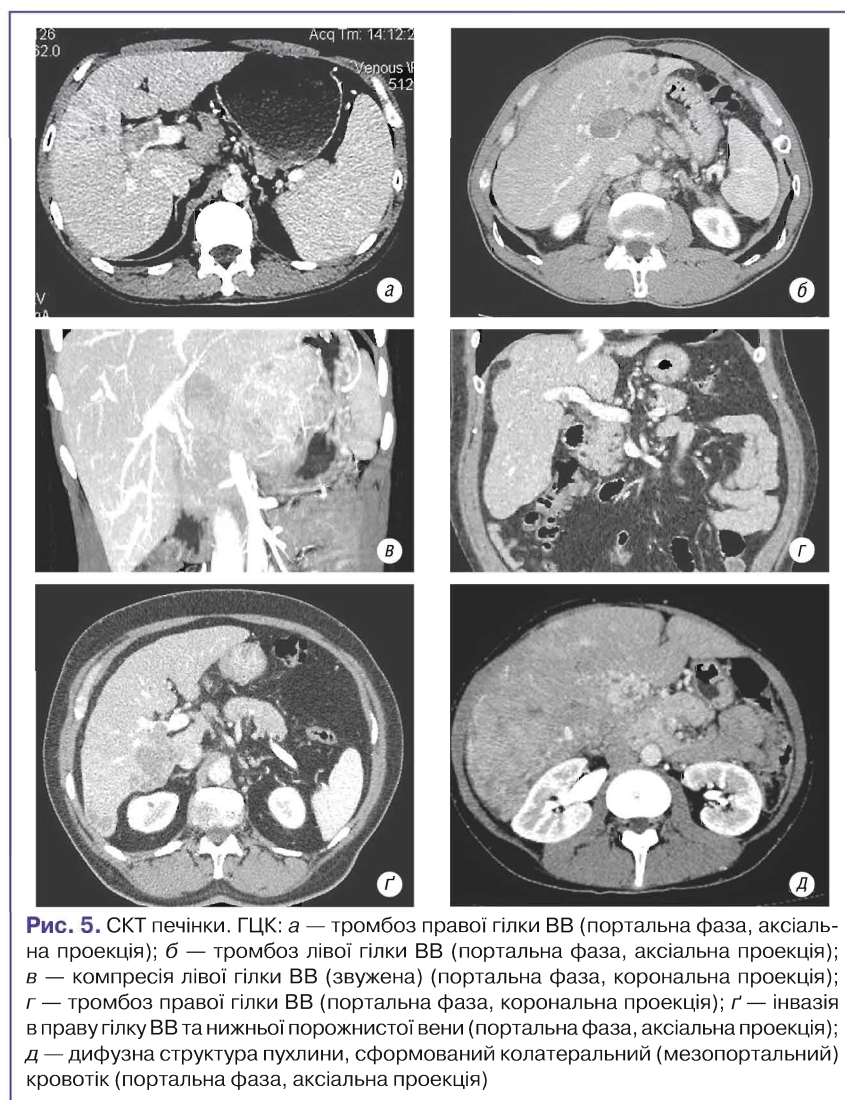 126
62.0
Acq Tm: 14:12:2
Venous \F
512
а
б
в
г
ґ
д
Рис. 5. СКТ печінки. ГЦК: а — тромбоз правої гілки ВВ (портальна фаза, аксіаль-
на проекція); б — тромбоз лівої гілки ВВ (портальна фаза, аксіальна проекція);
в — компресія лівої гілки ВВ (звужена) (портальна фаза, корональна проекція);
г — тромбоз правої гілки ВВ (портальна фаза, корональна проекція); ґ — інвазія
в праву гілку ВВ та нижньої порожнистої вени (портальна фаза, аксіальна проекція);
д — дифузна структура пухлини, сформований колатеральний (мезопортальний)
кровотік (портальна фаза, аксіальна проекція)